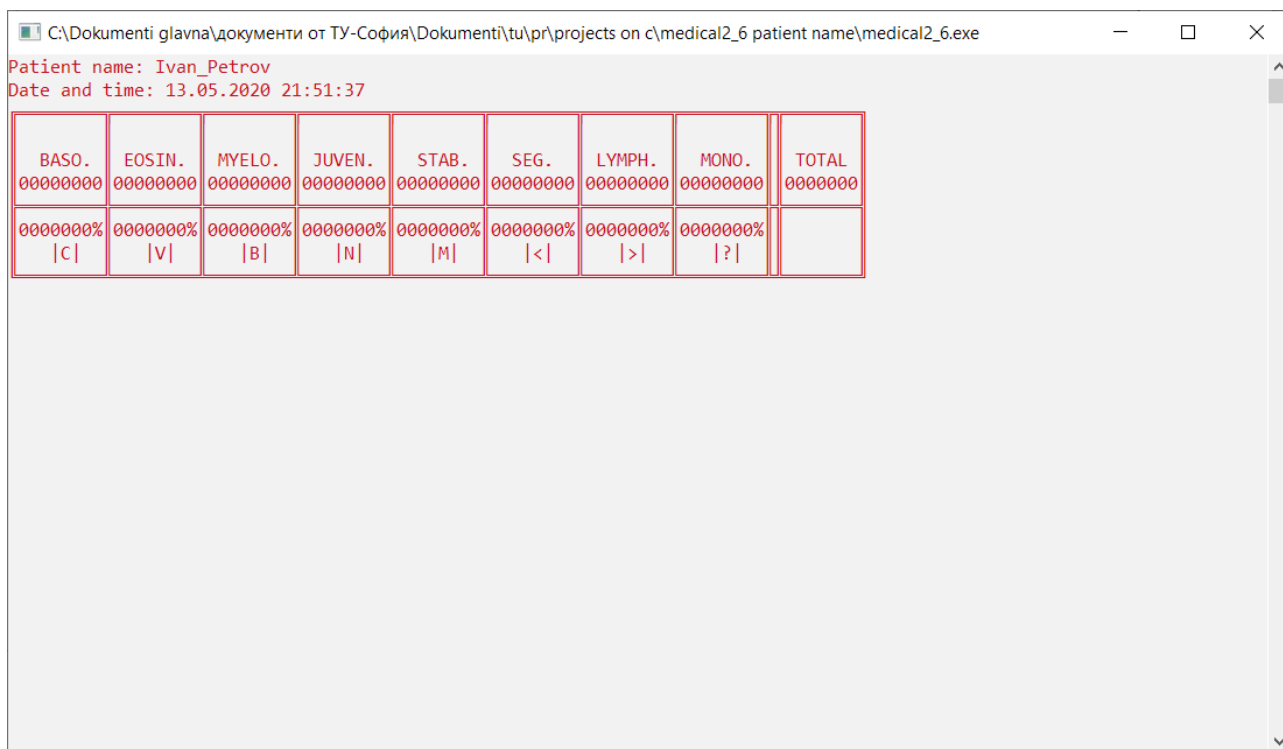 C:\Dokumenti glavna\документи от ТУ-София\Dokumenti\tu\pr\projects on c\medical2_6 patient name\medical2_6.exe
Patient name: Ivan_Petrov
Date and time: 13.05.2020 21:51:37
BASO. EOSIN. MYELO. JUVEN. STAB. SEG. LYMPH. MONO. TOTAL
00000000 00000000 00000000 00000000 00000000 00000000 00000000 00000000 0000000
0000000% 0000000% 0000000% 0000000% 0000000% 0000000% 0000000% 0000000%
|C| |V| |B| |N| |M| |<| |>| |?|